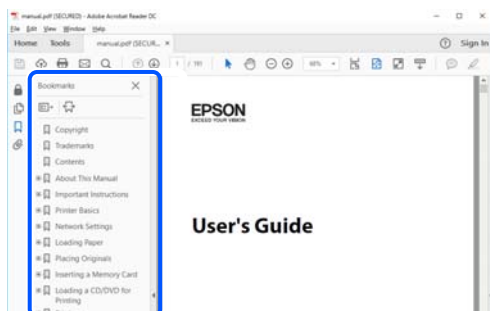 manual.pdf (SECURED) - Adobe Acrobat Reader DC
File Edit View Window Help
Home Tools manual.pdf (SECUR... × Sign In
1 / 191
Bookmarks
EPSON
EXCEED YOUR VISION
Copyright
Trademarks
Contents
About This Manual
Important Instructions
Printer Basics
Network Settings
User's Guide
Loading Paper
Placing Originals
Inserting a Memory Card
Loading a CD/DVD for
Printing